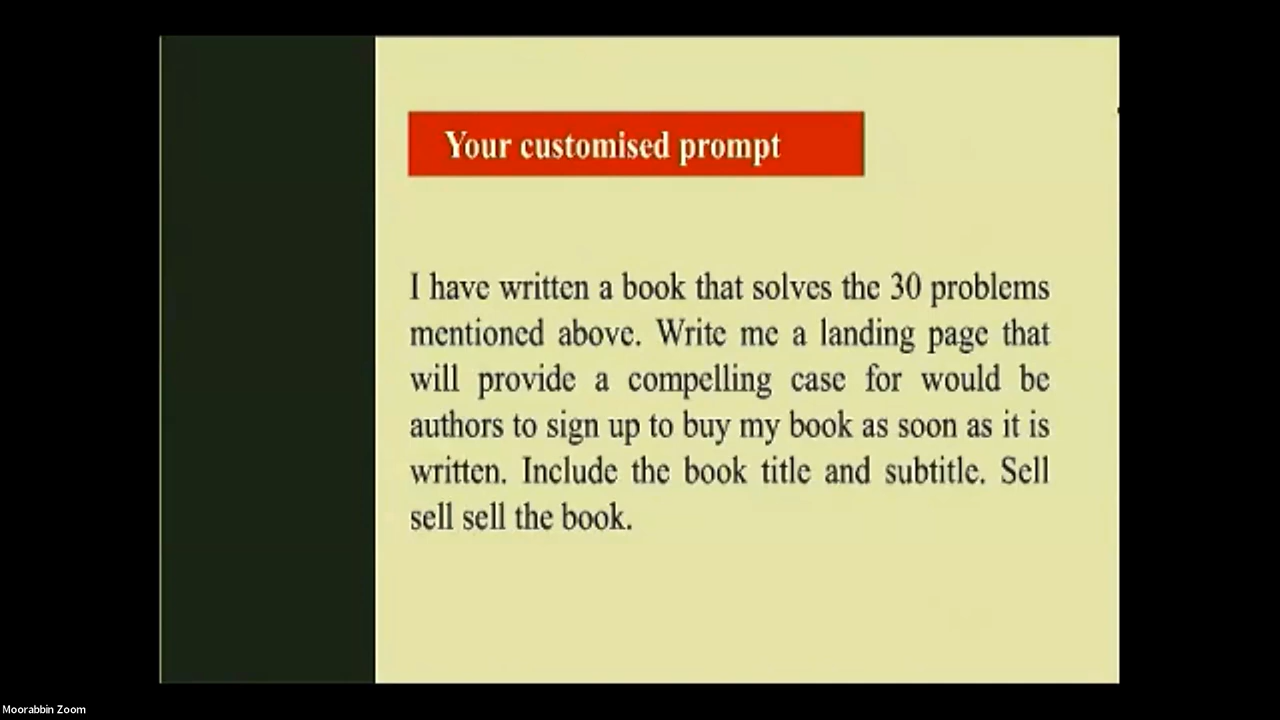 Your customised prompt
I have written a book that solves the 30 problems
mentioned above. Write me a landing page that
will provide a compelling case for would be
authors to sign up to buy my book as soon as it is
written. Include the book title and subtitle. Sell
sell sell the book.
Moorabbin Zoom